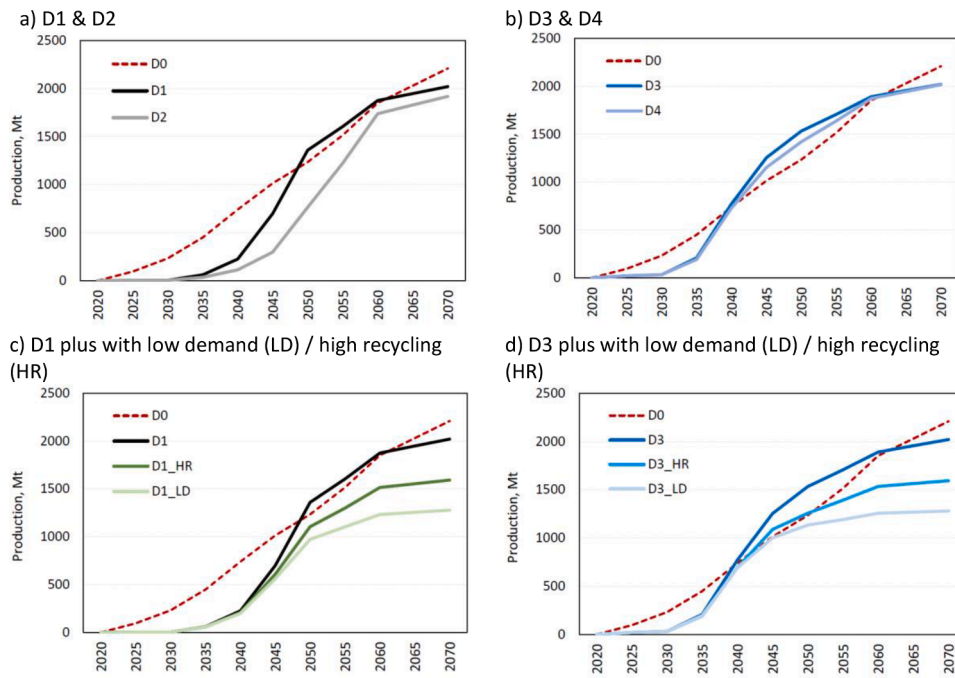 a) D1 & D2
2500
2000
1500
1000
500
0
Production, Mt
D0
D1
D2
2020
2025
2030
2035
2040
2045
2050
2055
2060
2065
2070
b) D3 & D4
2500
2000
1500
1000
500
0
Production, Mt
D0
D3
D4
2020
2025
2030
2035
2040
2045
2050
2055
2060
2065
2070
c) D1 plus with low demand (LD) / high recycling
(HR)
2500
2000
1500
1000
500
0
Production, Mt
D0
D1
D1_HR
D1_LD
2020
2025
2030
2035
2040
2045
2050
2055
2060
2065
2070
d) D3 plus with low demand (LD) / high recycling
(HR)
2500
2000
1500
1000
500
0
Production, Mt
D0
D3
D3_HR
D3_LD
2020
2025
2030
2035
2040
2045
2050
2055
2060
2065
2070